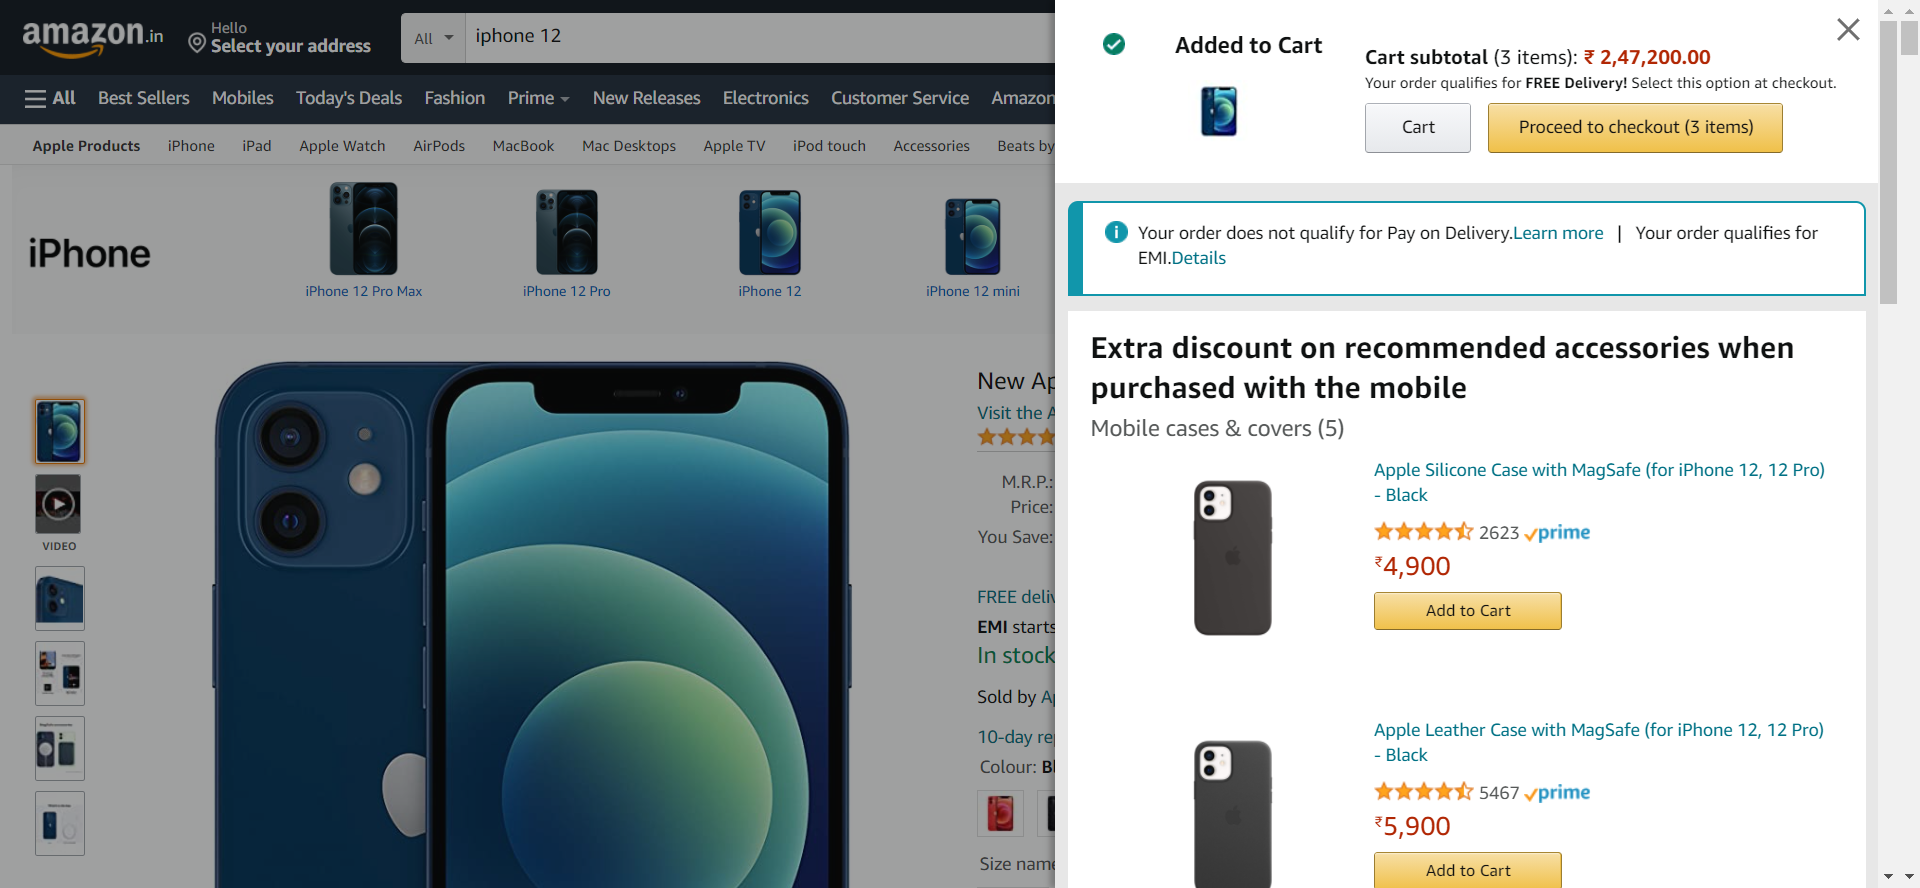 amazon.in
Hello
Select your address
All
iphone 12
All
Best Sellers
Mobiles
Today's Deals
Fashion
Prime
New Releases
Electronics
Customer Service
Amazon
Apple Products
iPhone
iPad
Apple Watch
AirPods
MacBook
Mac Desktops
Apple TV
iPod touch
Accessories
Beats by
iPhone
iPhone 12 Pro Max
iPhone 12 Pro
iPhone 12
iPhone 12 mini
VIDEO
New Ap
Visit the A
M.R.P.:
Price:
You Save:
FREE deliv
EMI starts
In stock
Sold by Ap
10-day rep
Colour: Bl
Size name
Added to Cart
Cart subtotal (3 items): ₹ 2,47,200.00
Your order qualifies for FREE Delivery! Select this option at checkout.
Cart
Proceed to checkout (3 items)
Your order does not qualify for Pay on Delivery.Learn more | Your order qualifies for
EMI.Details
Extra discount on recommended accessories when
purchased with the mobile
Mobile cases & covers (5)
Apple Silicone Case with MagSafe (for iPhone 12, 12 Pro)
- Black
2623 prime
₹4,900
Add to Cart
Apple Leather Case with MagSafe (for iPhone 12, 12 Pro)
- Black
5467 prime
₹5,900
Add to Cart